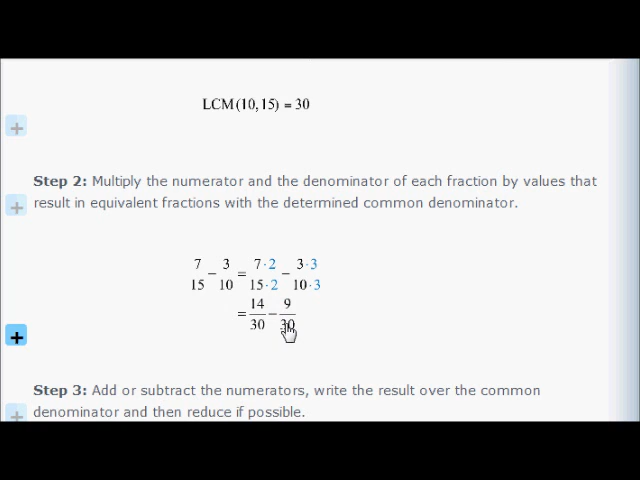 LCM(10,15) = 30
Step 2: Multiply the numerator and the denominator of each fraction by values that
result in equivalent fractions with the determined common denominator.
7/15 − 3/10 = 7·2/15·2 − 3·3/10·3
= 14/30 − 9/30
Step 3: Add or subtract the numerators, write the result over the common
denominator and then reduce if possible.